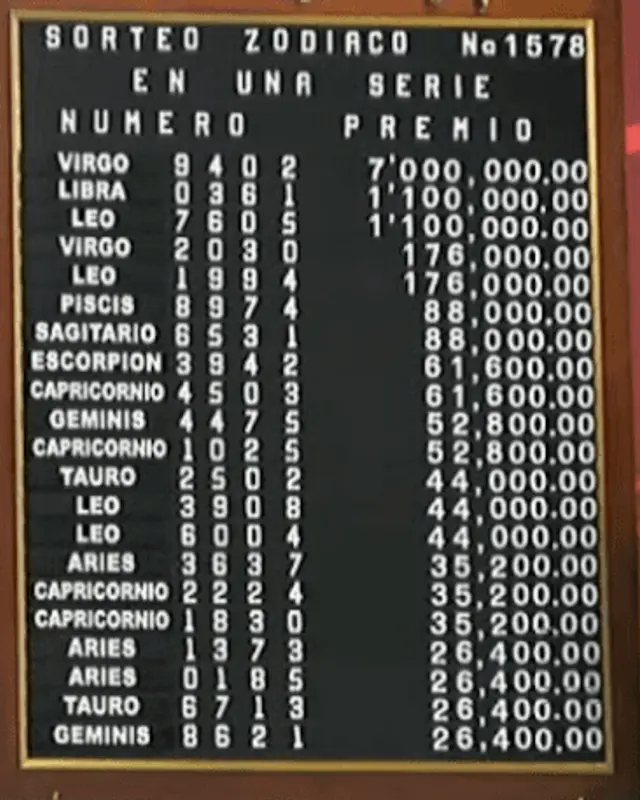 SORTEO ZODIACO No1578
EN UNA SERIE
NUMERO PREMIO
VIRGO 9402 7'000,000.00
LIBRA 0361 1'100,000.00
LEO 7605 1'100,000.00
VIRGO 2030 176,000.00
LEO 1994 176,000.00
PISCIS 8974 88,000.00
SAGITARIO 6531 88,000.00
ESCORPION 3942 61,600.00
CAPRICORNIO 4503 61,600.00
GEMINIS 4475 52,800.00
CAPRICORNIO 1025 52,800.00
TAURO 2502 44,000.00
LEO 3908 44,000.00
LEO 6004 44,000.00
ARIES 3637 35,200.00
CAPRICORNIO 2224 35,200.00
CAPRICORNIO 1830 35,200.00
ARIES 1373 26,400.00
ARIES 0185 26,400.00
TAURO 6713 26,400.00
GEMINIS 8621 26,400.00